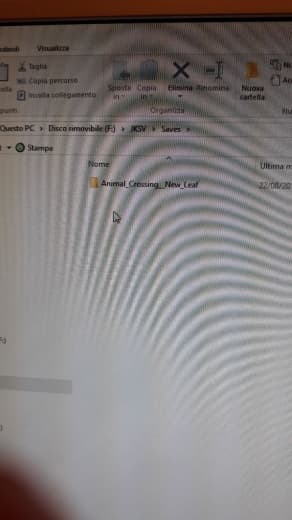 Visualizza
Taglia
Copia percorso
Incolla collegamento
Sposta in
Copia in
Elimina
Rinomina
Nuova cartella
Organizza
Questo PC > Disco rimovibile (F:) > JKSV > Saves >
Stampa
Nome
Ultima m
Animal_Crossing__New_Leaf
22/08/20